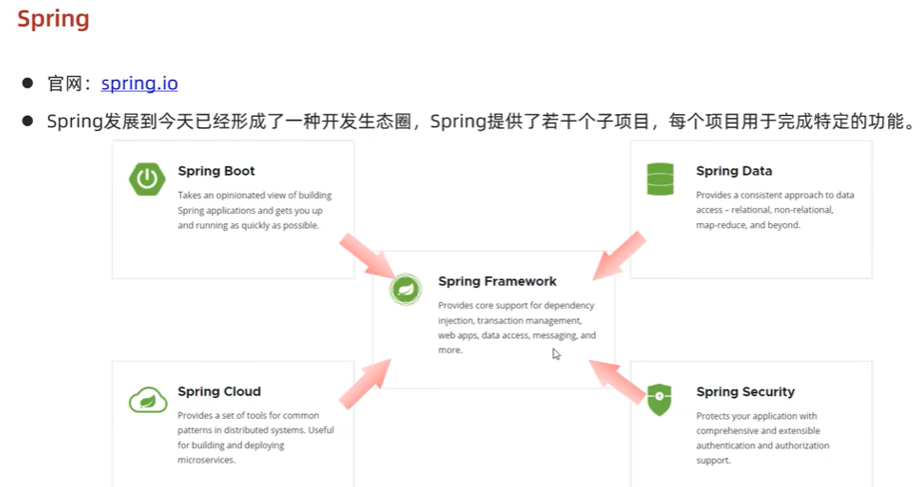 Spring
官网：spring.io
Spring发展到今天已经形成了一种开发生态圈，Spring提供了若干个子项目，每个项目用于完成特定的功能。
Spring Boot
Takes an opinionated view of building
Spring applications and gets you up
and running as quickly as possible.
Spring Data
Provides a consistent approach to data
access – relational, non-relational,
map-reduce, and beyond.
Spring Framework
Provides core support for dependency
injection, transaction management,
web apps, data access, messaging, and
more.
Spring Cloud
Provides a set of tools for common
patterns in distributed systems. Useful
for building and deploying
microservices.
Spring Security
Protects your application with
comprehensive and extensible
authentication and authorization
support.